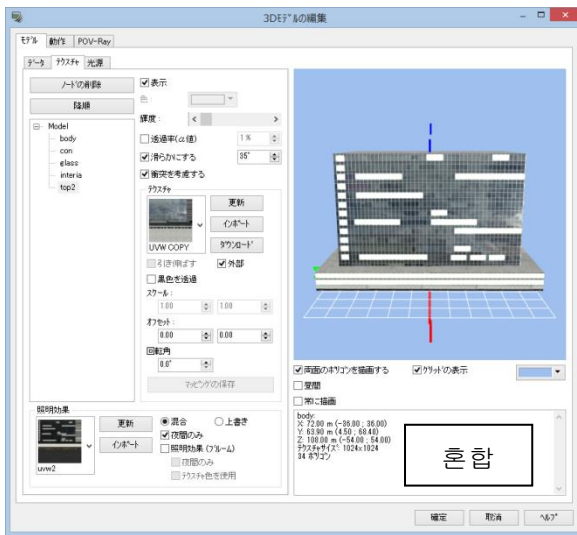 3Dﾓﾃﾞﾙの編集
ﾓﾃﾞﾙ 動作 POV-Ray
ﾃﾞｰﾀ ﾃｸｽﾁｬ 光源
ﾉｰﾄﾞの削除
降順
Model
body
con
glass
interia
top2
表示
色 :
輝度 :
透過率(α値) 1 %
滑らかにする 35°
衝突を考慮する
ﾃｸｽﾁｬ
UVW COPY
更新
ｲﾝﾎﾟｰﾄ
ﾀﾞｳﾝﾛｰﾄﾞ
引き伸ばす 外部
黒色を透過
ｽｹｰﾙ :
1.00 1.00
ｵﾌｾｯﾄ :
0.00 0.00
回転角
0.0°
ﾏｯﾋﾟﾝｸﾞの保存
照明効果
uvw2
更新
ｲﾝﾎﾟｰﾄ
混合 上書き
夜間のみ
照明効果 (ﾌﾞﾙｰﾑ)
夜間のみ
ﾃｸｽﾁｬ色を使用
両面のﾎﾟﾘｺﾞﾝを描画する ｸﾞﾘｯﾄﾞの表示
昼間
常に描画
body:
X: 72.00 m (-36.00 ; 36.00)
Y: 63.90 m (4.50 ; 68.40)
Z: 108.00 m (-54.00 ; 54.00)
ﾃｸｽﾁｬｻｲｽﾞ: 1024x1024
34 ﾎﾟﾘｺﾞﾝ
혼합
確定 取消 ﾍﾙﾌﾟ